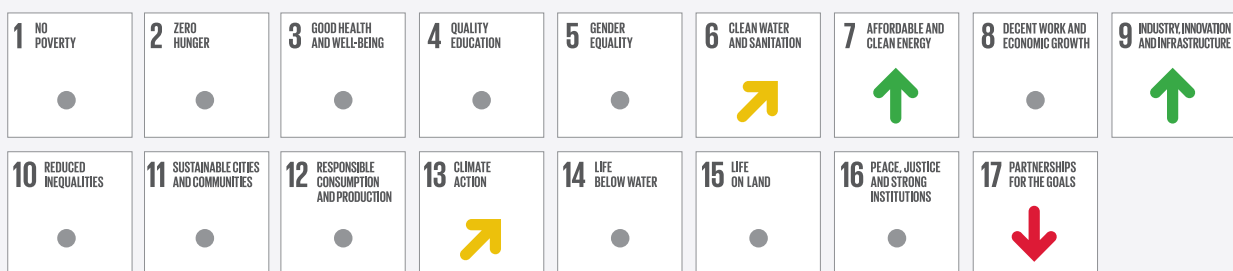 1 NO
POVERTY
2 ZERO
HUNGER
3 GOOD HEALTH
AND WELL-BEING
4 QUALITY
EDUCATION
5 GENDER
EQUALITY
6 CLEAN WATER
AND SANITATION
7 AFFORDABLE AND
CLEAN ENERGY
8 DECENT WORK AND
ECONOMIC GROWTH
9 INDUSTRY, INNOVATION
AND INFRASTRUCTURE
10 REDUCED
INEQUALITIES
11 SUSTAINABLE CITIES
AND COMMUNITIES
12 RESPONSIBLE
CONSUMPTION
AND PRODUCTION
13 CLIMATE
ACTION
14 LIFE
BELOW WATER
15 LIFE
ON LAND
16 PEACE, JUSTICE
AND STRONG
INSTITUTIONS
17 PARTNERSHIPS
FOR THE GOALS